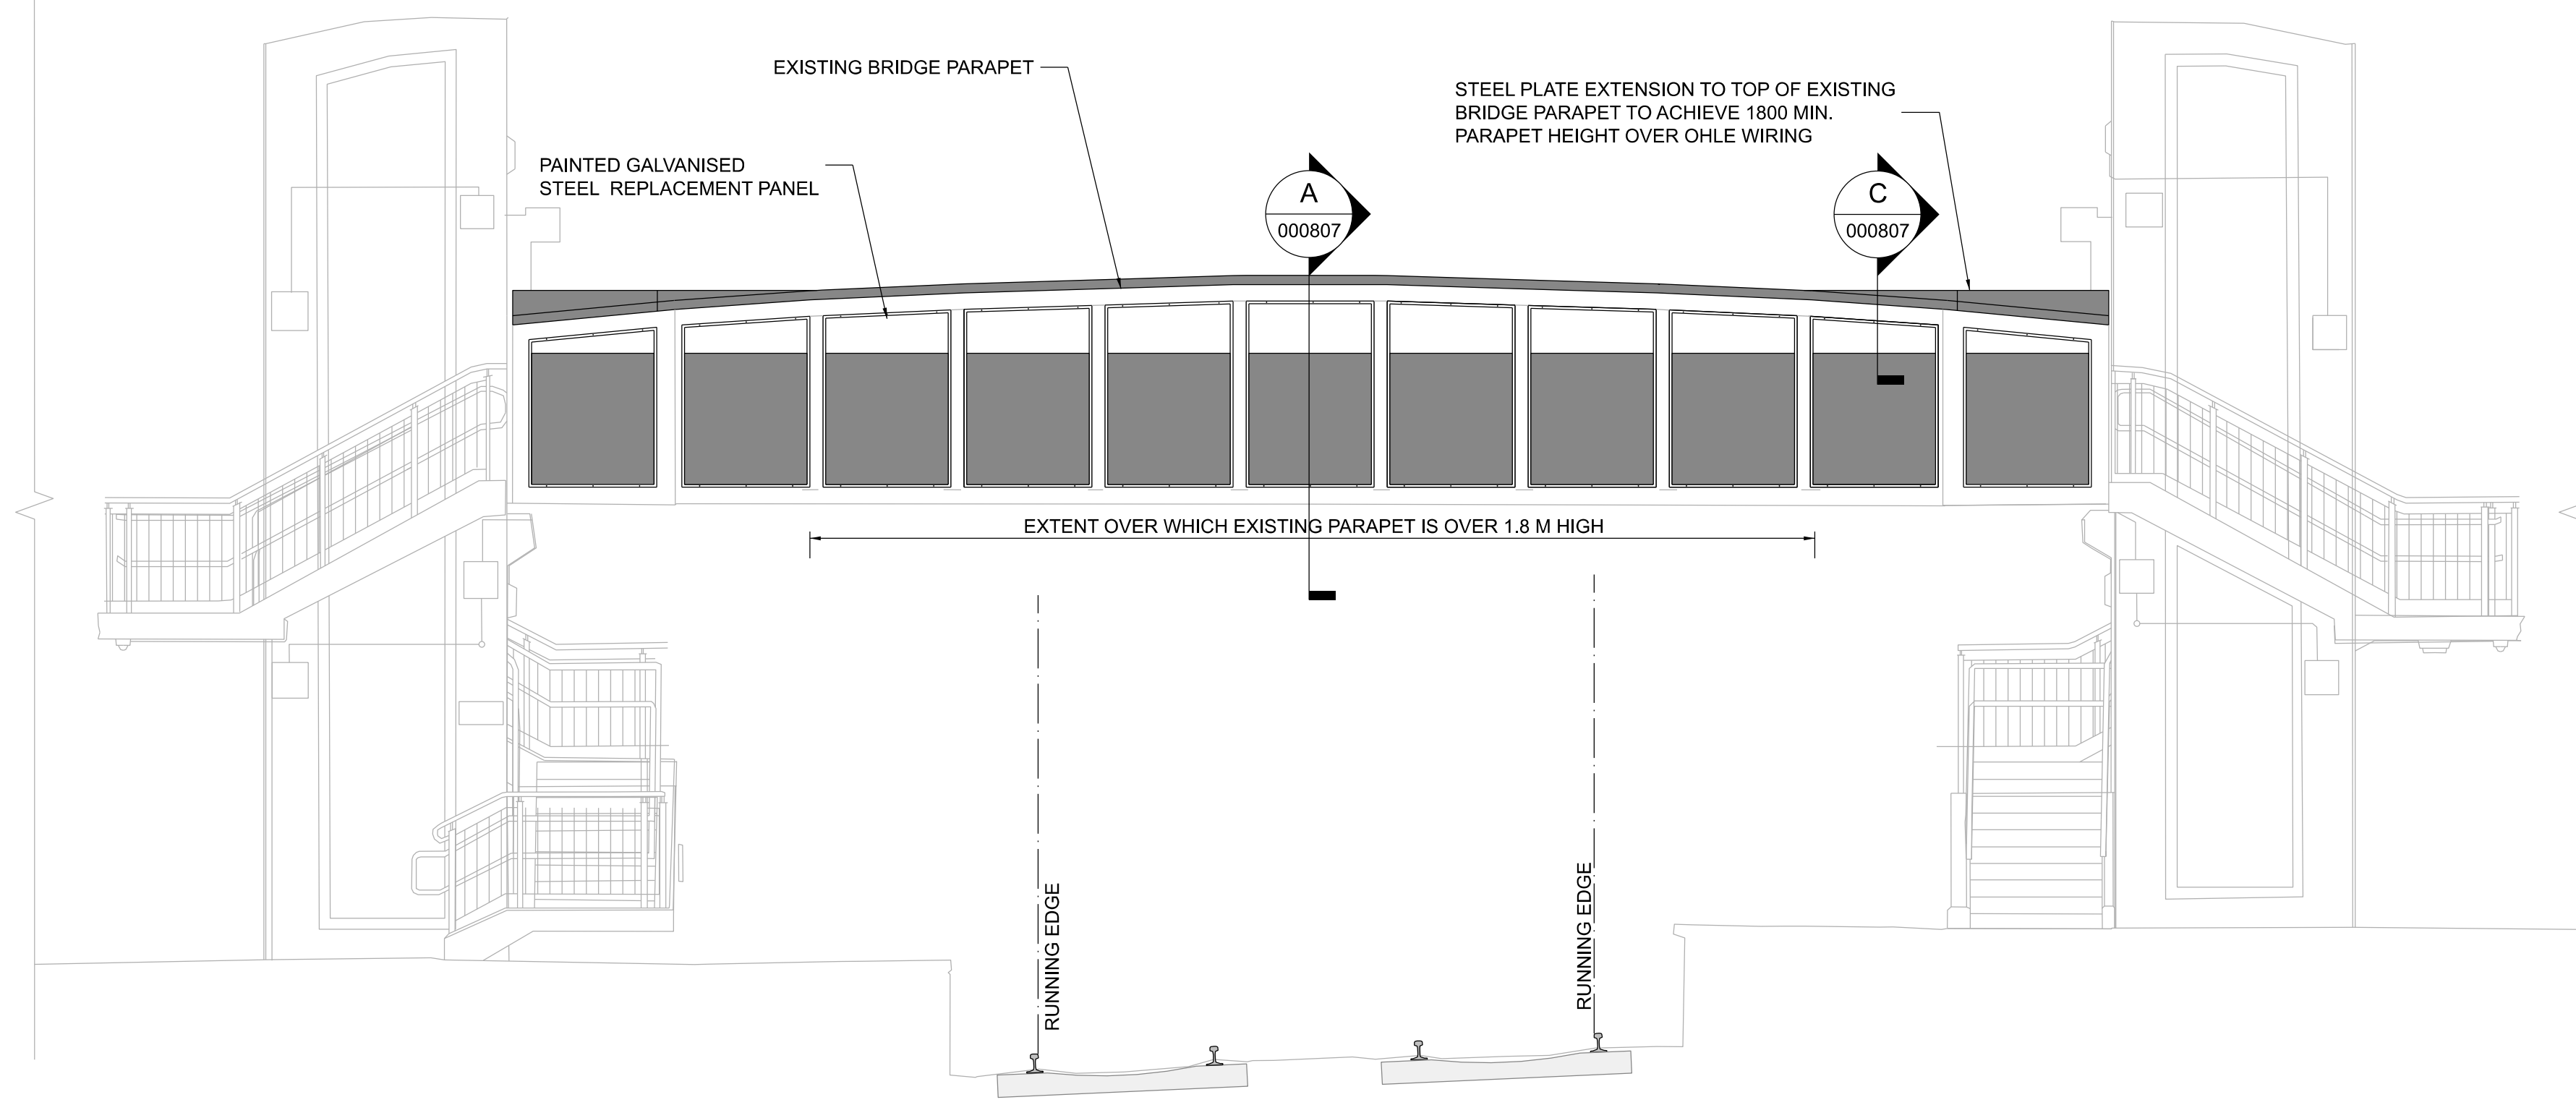 EXISTING BRIDGE PARAPET
STEEL PLATE EXTENSION TO TOP OF EXISTING
BRIDGE PARAPET TO ACHIEVE 1800 MIN.
PARAPET HEIGHT OVER OHLE WIRING
PAINTED GALVANISED
STEEL REPLACEMENT PANEL
A
000807
C
000807
EXTENT OVER WHICH EXISTING PARAPET IS OVER 1.8 M HIGH
RUNNING EDGE
RUNNING EDGE